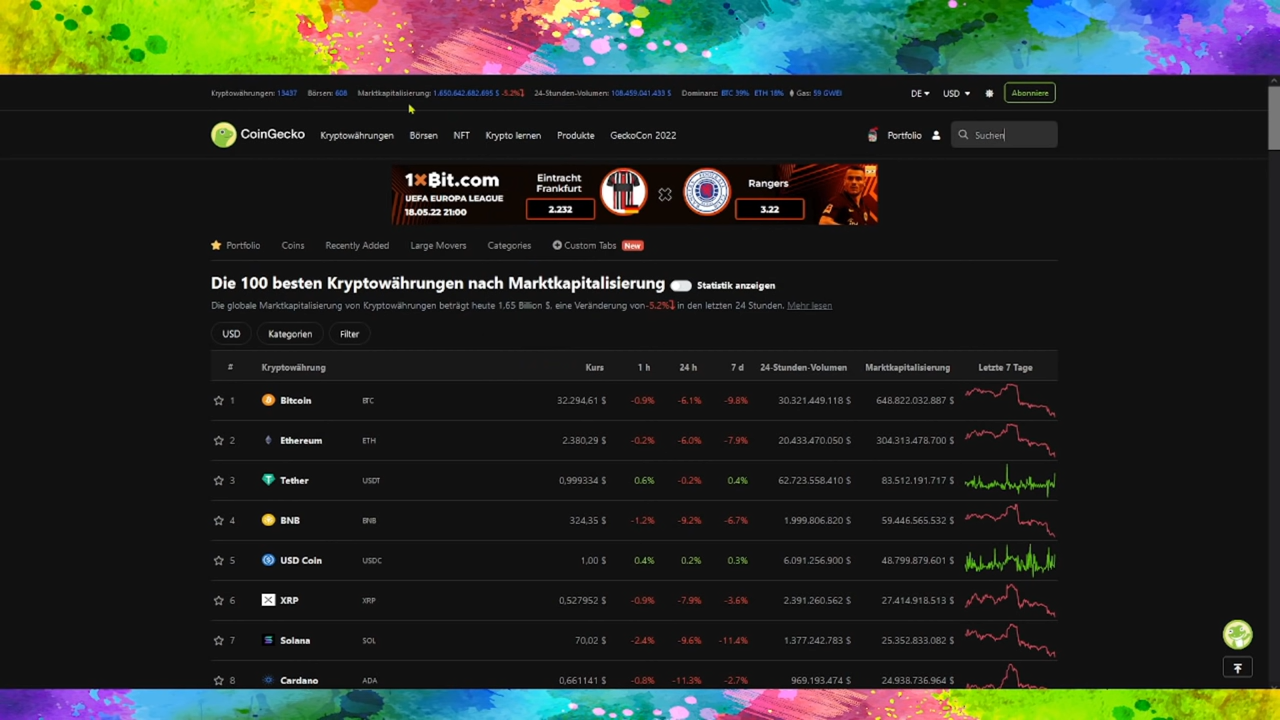 Kryptowährungen: 13437 Börsen: 608 Marktkapitalisierung: 1.650.642.682.695 $ -5.2% 24-Stunden-Volumen: 108.459.041.433 $ Dominanz: BTC 39% ETH 18% Gas: 59 GWEI DE USD Abonniere
CoinGecko Kryptowährungen Börsen NFT Krypto lernen Produkte GeckoCon 2022 Portfolio Suchen
1XBit.com
UEFA EUROPA LEAGUE
18.05.22 21:00
Eintracht
Frankfurt
2.232
Rangers
3.22
Portfolio Coins Recently Added Large Movers Categories Custom Tabs New
Die 100 besten Kryptowährungen nach Marktkapitalisierung Statistik anzeigen
Die globale Marktkapitalisierung von Kryptowährungen beträgt heute 1,65 Billion $, eine Veränderung von -5.2% in den letzten 24 Stunden. Mehr lesen
USD Kategorien Filter
# Kryptowährung Kurs 1 h 24 h 7 d 24-Stunden-Volumen Marktkapitalisierung Letzte 7 Tage
1 Bitcoin BTC 32.294,61 $ -0.9% -6.1% -9.8% 30.321.449.118 $ 648.822.032.887 $
2 Ethereum ETH 2.380,29 $ -0.2% -6.0% -7.9% 20.433.470.050 $ 304.313.478.700 $
3 Tether USDT 0,999334 $ 0.6% -0.2% 0.4% 62.723.558.410 $ 83.512.191.717 $
4 BNB BNB 324,35 $ -1.2% -9.2% -6.7% 1.999.806.820 $ 59.446.565.532 $
5 USD Coin USDC 1,00 $ 0.4% 0.2% 0.3% 6.091.256.900 $ 48.799.879.601 $
6 XRP XRP 0,527952 $ -0.9% -7.9% -3.6% 2.391.260.562 $ 27.414.918.513 $
7 Solana SOL 70,02 $ -2.4% -9.6% -11.4% 1.377.242.783 $ 25.352.833.082 $
8 Cardano ADA 0,661141 $ -0.8% -11.3% -2.7% 969.193.474 $ 24.938.736.964 $